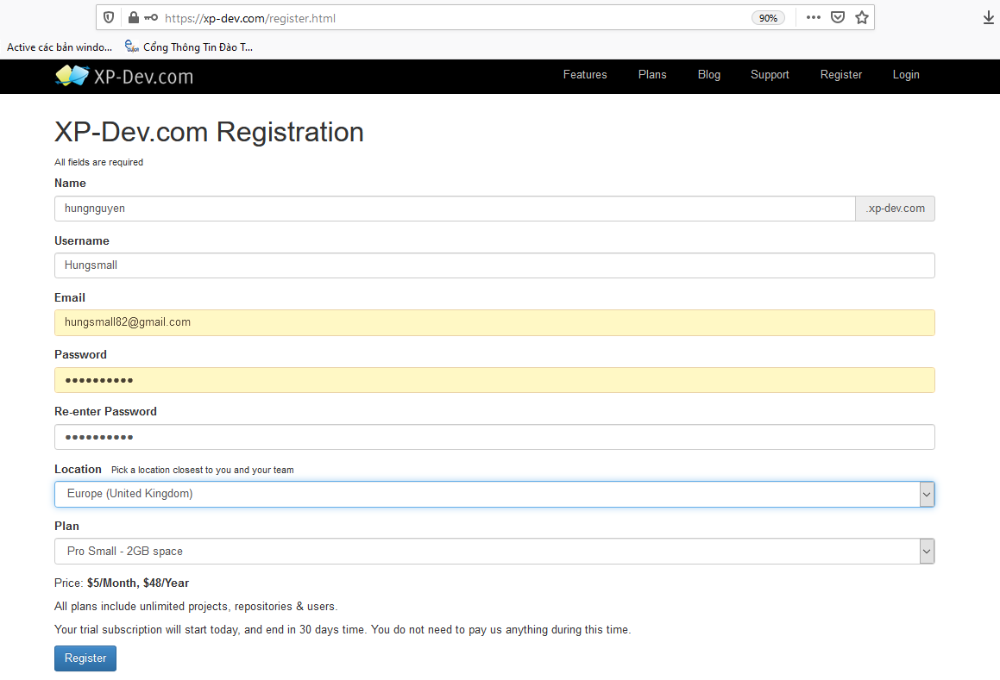 https://xp-dev.com/register.html
90%
Active các bản windo...
Cổng Thông Tin Đào T...
XP-Dev.com
Features
Plans
Blog
Support
Register
Login
XP-Dev.com Registration
All fields are required
Name
hungnguyen
.xp-dev.com
Username
Hungsmall
Email
hungsmall82@gmail.com
Password
●●●●●●●●●●
Re-enter Password
●●●●●●●●●●
Location Pick a location closest to you and your team
Europe (United Kingdom)
Plan
Pro Small - 2GB space
Price: $5/Month, $48/Year
All plans include unlimited projects, repositories & users.
Your trial subscription will start today, and end in 30 days time. You do not need to pay us anything during this time.
Register